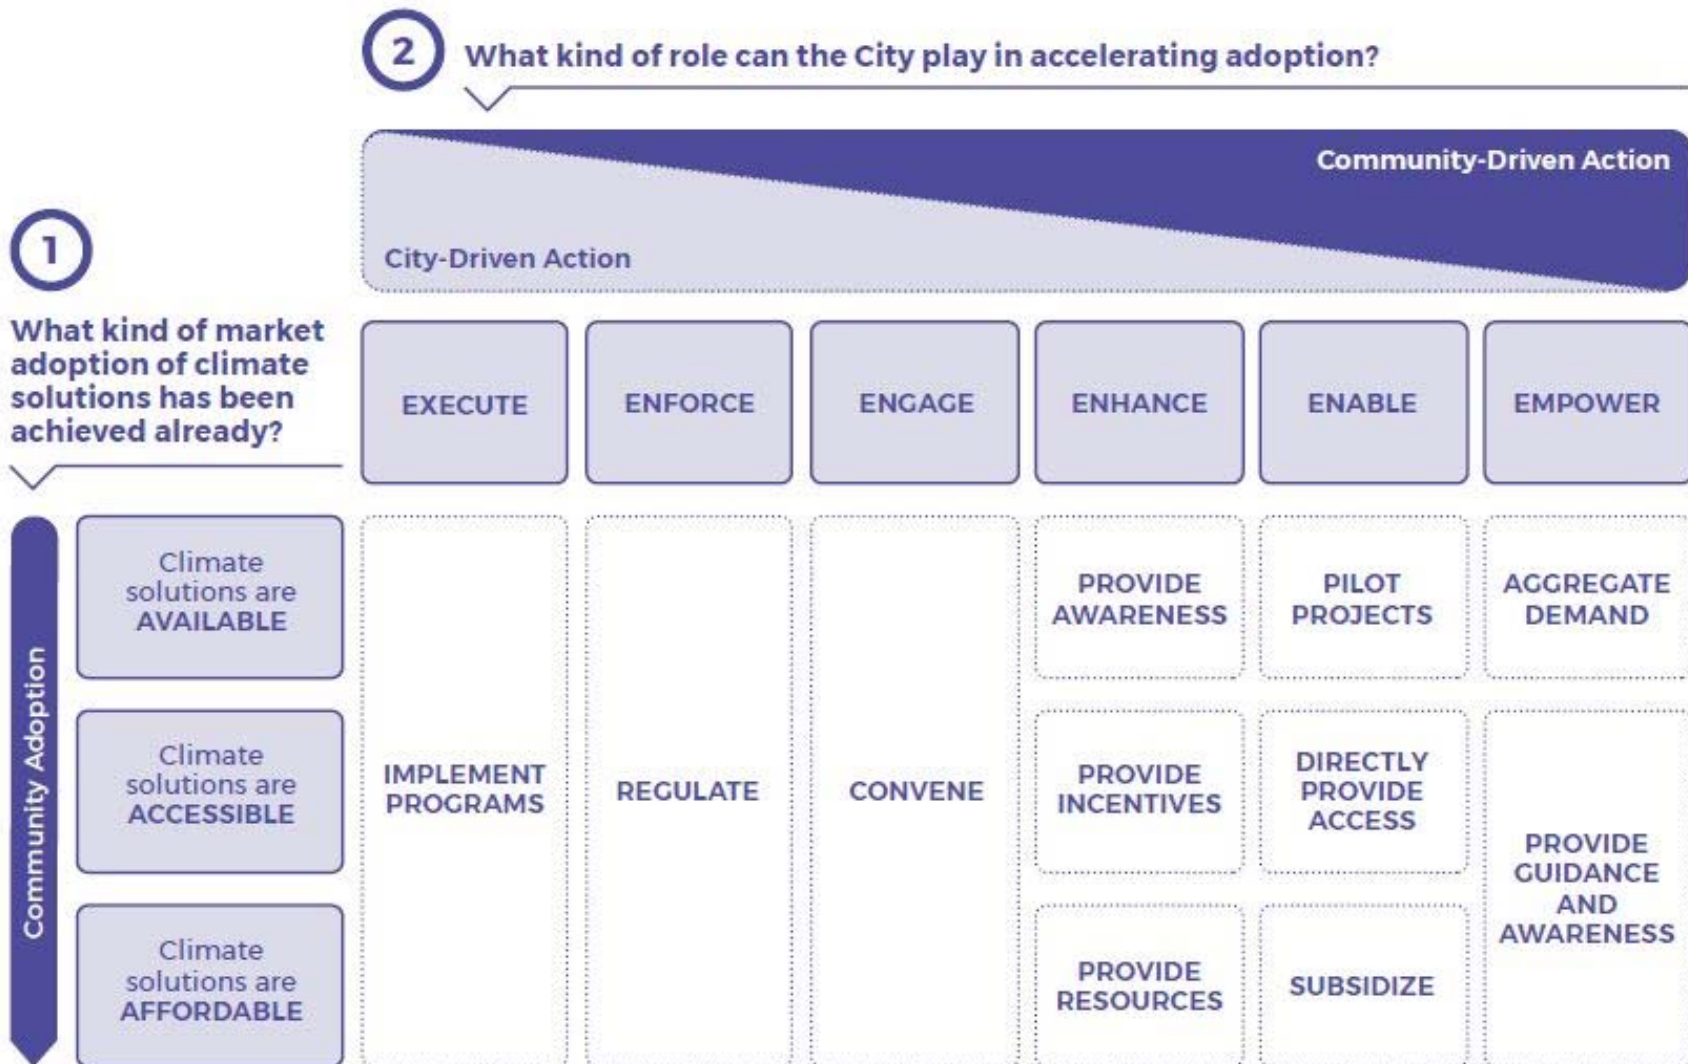 2
What kind of role can the City play in accelerating adoption?
Community-Driven Action
City-Driven Action
1
What kind of market
adoption of climate
solutions has been
achieved already?
EXECUTE
ENFORCE
ENGAGE
ENHANCE
ENABLE
EMPOWER
Community Adoption
Climate
solutions are
AVAILABLE
Climate
solutions are
ACCESSIBLE
Climate
solutions are
AFFORDABLE
IMPLEMENT
PROGRAMS
REGULATE
CONVENE
PROVIDE
AWARENESS
PILOT
PROJECTS
AGGREGATE
DEMAND
PROVIDE
INCENTIVES
DIRECTLY
PROVIDE
ACCESS
PROVIDE
GUIDANCE
AND
AWARENESS
PROVIDE
RESOURCES
SUBSIDIZE